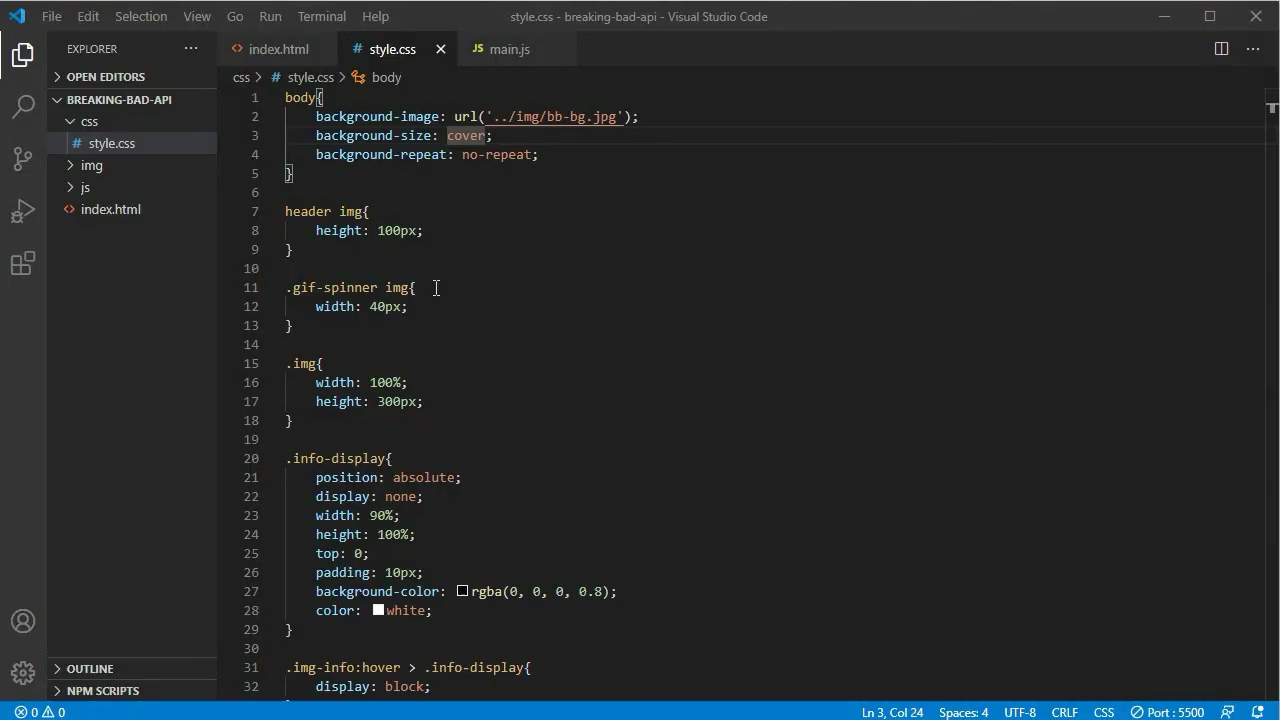 File Edit Selection View Go Run Terminal Help style.css - breaking-bad-api - Visual Studio Code
EXPLORER ... <> index.html # style.css JS main.js ...
OPEN EDITORS
css > # style.css > body
BREAKING-BAD-API
css
# style.css
img
js
<> index.html
1 body{
2 background-image: url('../img/bb-bg.jpg');
3 background-size: cover;
4 background-repeat: no-repeat;
5 }
6
7 header img{
8 height: 100px;
9 }
10
11 .gif-spinner img{
12 width: 40px;
13 }
14
15 .img{
16 width: 100%;
17 height: 300px;
18 }
19
20 .info-display{
21 position: absolute;
22 display: none;
23 width: 90%;
24 height: 100%;
25 top: 0;
26 padding: 10px;
27 background-color: rgba(0, 0, 0, 0.8);
28 color: white;
29 }
30
31 .img-info:hover > .info-display{
32 display: block;
OUTLINE
NPM SCRIPTS
0 0 Ln 3, Col 24 Spaces: 4 UTF-8 CRLF CSS Port : 5500